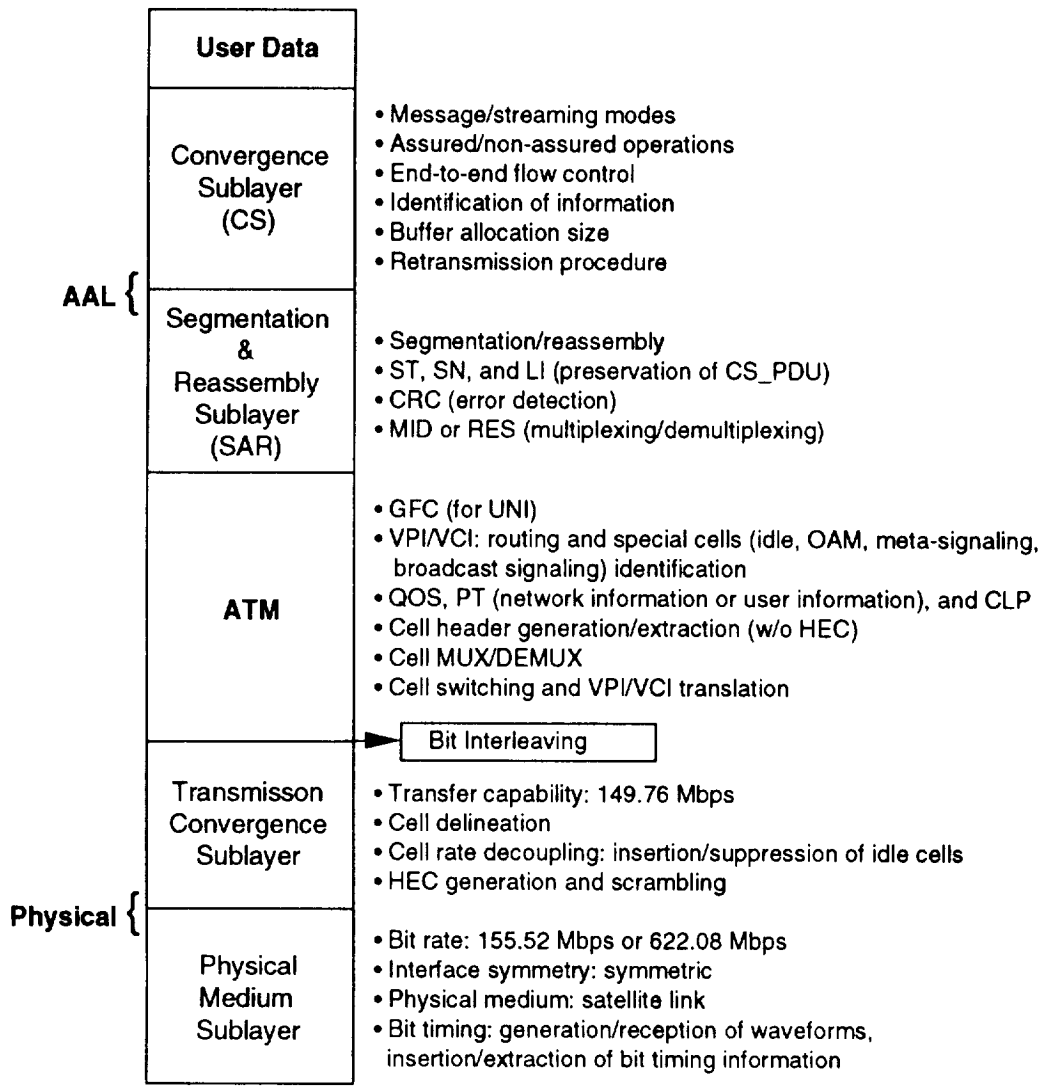 User Data
Convergence
Sublayer
(CS)
• Message/streaming modes
• Assured/non-assured operations
• End-to-end flow control
• Identification of information
• Buffer allocation size
• Retransmission procedure
AAL {
Segmentation
&
Reassembly
Sublayer
(SAR)
• Segmentation/reassembly
• ST, SN, and LI (preservation of CS_PDU)
• CRC (error detection)
• MID or RES (multiplexing/demultiplexing)
ATM
• GFC (for UNI)
• VPI/VCI: routing and special cells (idle, OAM, meta-signaling,
broadcast signaling) identification
• QOS, PT (network information or user information), and CLP
• Cell header generation/extraction (w/o HEC)
• Cell MUX/DEMUX
• Cell switching and VPI/VCI translation
Bit Interleaving
Transmisson
Convergence
Sublayer
• Transfer capability: 149.76 Mbps
• Cell delineation
• Cell rate decoupling: insertion/suppression of idle cells
• HEC generation and scrambling
Physical {
Physical
Medium
Sublayer
• Bit rate: 155.52 Mbps or 622.08 Mbps
• Interface symmetry: symmetric
• Physical medium: satellite link
• Bit timing: generation/reception of waveforms,
insertion/extraction of bit timing information